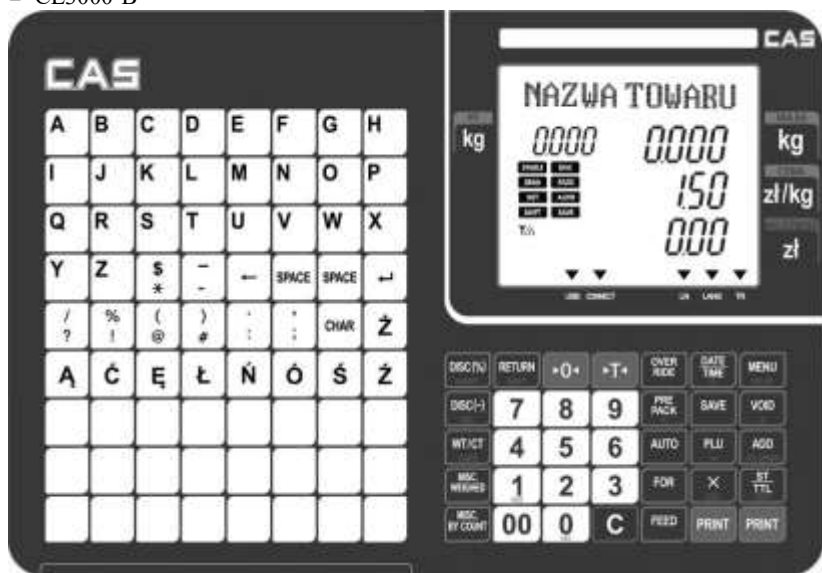 CL3000-B
CAS
CAS
NAZWA TOWARU
kg 0000 0.000 kg
1.50 zł/kg
0.00 zł
A B C D E F G H
I J K L M N O P
Q R S T U V W X
Y Z $ * _ - ← SPACE SPACE ↵
/ ? % ! ( @ ) # CHAR Ż
Ą Ć Ę Ł Ń Ó Ś Ź
DISC(%) RETURN ▸0◂ ▸T◂ OVER RIDE DATE TIME MENU
DISC(-) 7 8 9 PRE PACK SAVE VOID
WT/CT 4 5 6 AUTO PLU ADD
MISC. WEIGHED 1 2 3 FOR × ST TTL
MISC. BY COUNT 00 0 C FEED PRINT PRINT